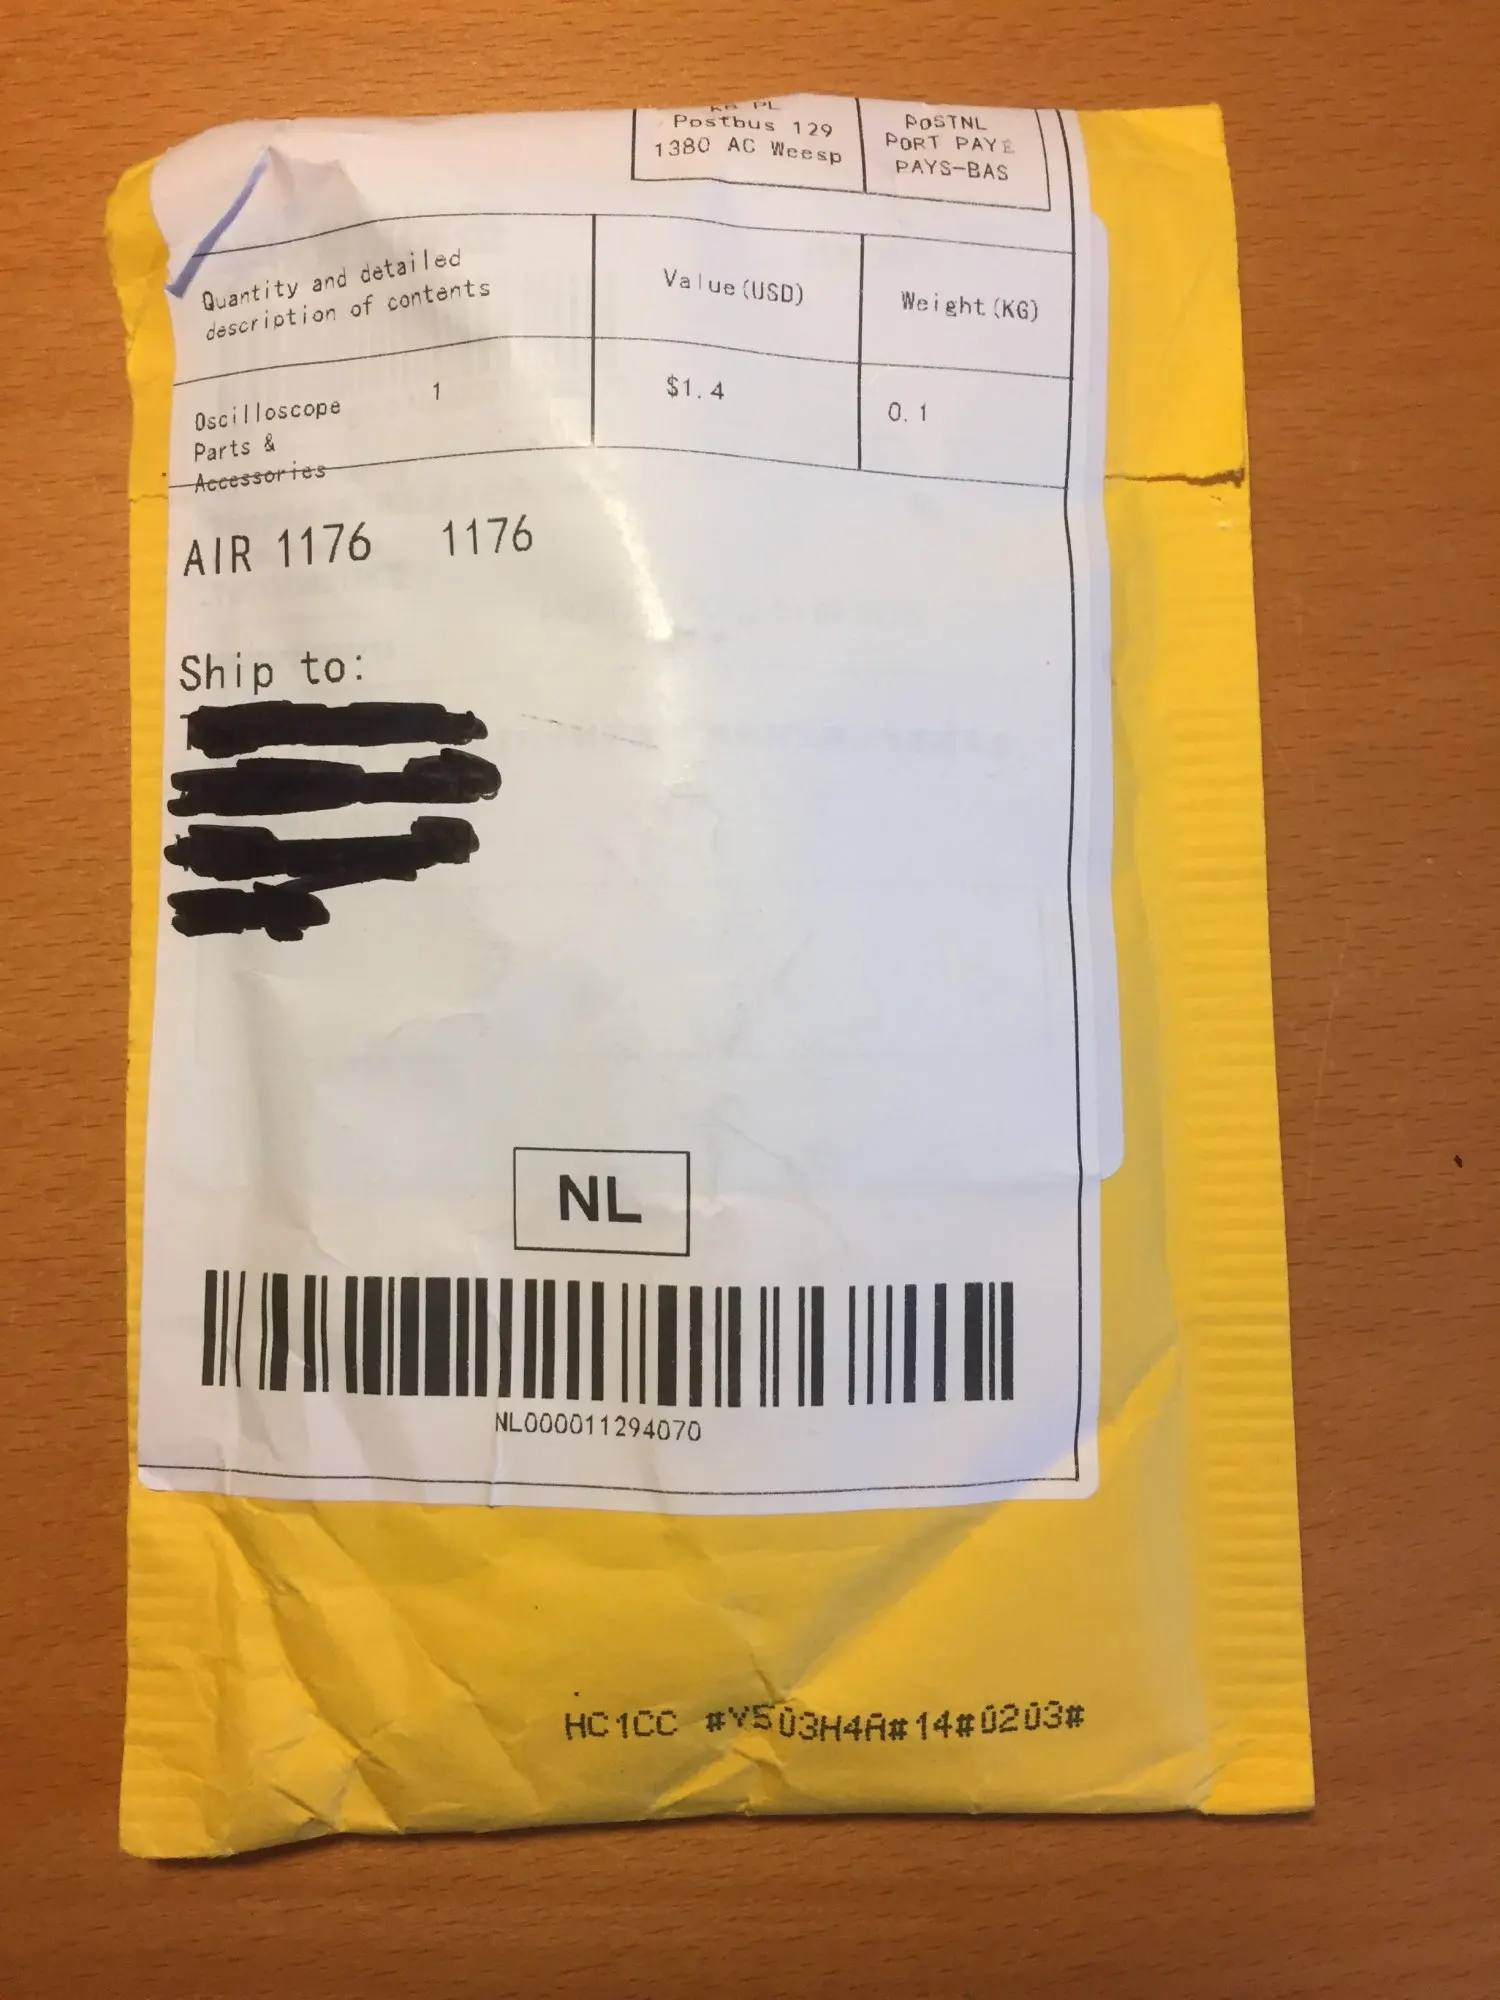 Postbus 129
1380 AC Weesp
PoSTNL
PORT PAYE
PAYS-BAS
Quantity and detailed
description of contents
Value(USD)
Weight(KG)
Oscilloscope 1
Parts &
Accessories
$1.4
0.1
AIR 1176 1176
Ship to:
NL
NL000011294070
HC1CC #Y503H4A#14#0203#